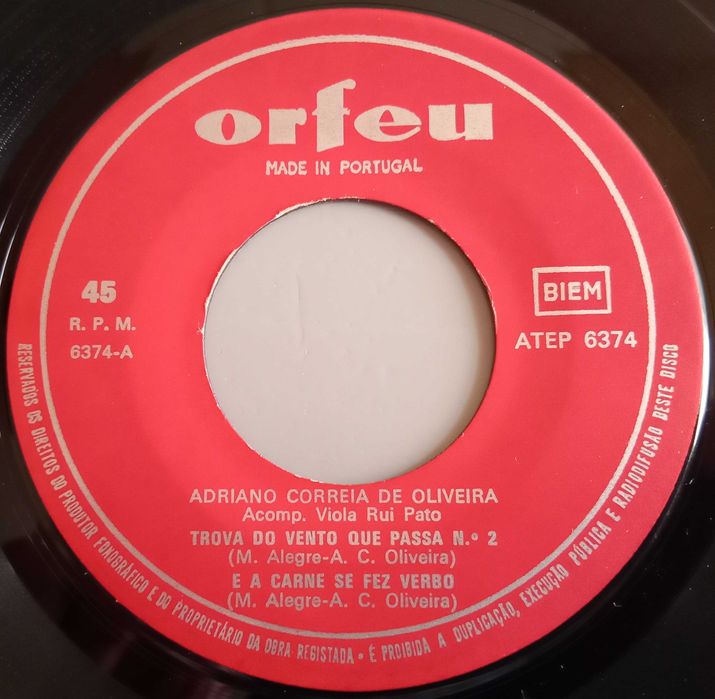 orfeu
MADE IN PORTUGAL
45
R. P. M.
6374-A
BIEM
ATEP 6374
ADRIANO CORREIA DE OLIVEIRA
Acomp. Viola Rui Pato
TROVA DO VENTO QUE PASSA N.º 2
(M. Alegre-A. C. Oliveira)
E A CARNE SE FEZ VERBO
(M. Alegre-A. C. Oliveira)
RESERVADOS OS DIREITOS DO PRODUTOR FONOGRÁFICO E DO PROPRIETÁRIO DA OBRA REGISTADA • É PROIBIDA A DUPLICAÇÃO, EXECUÇÃO PÚBLICA E RADIODIFUSÃO DESTE DISCO